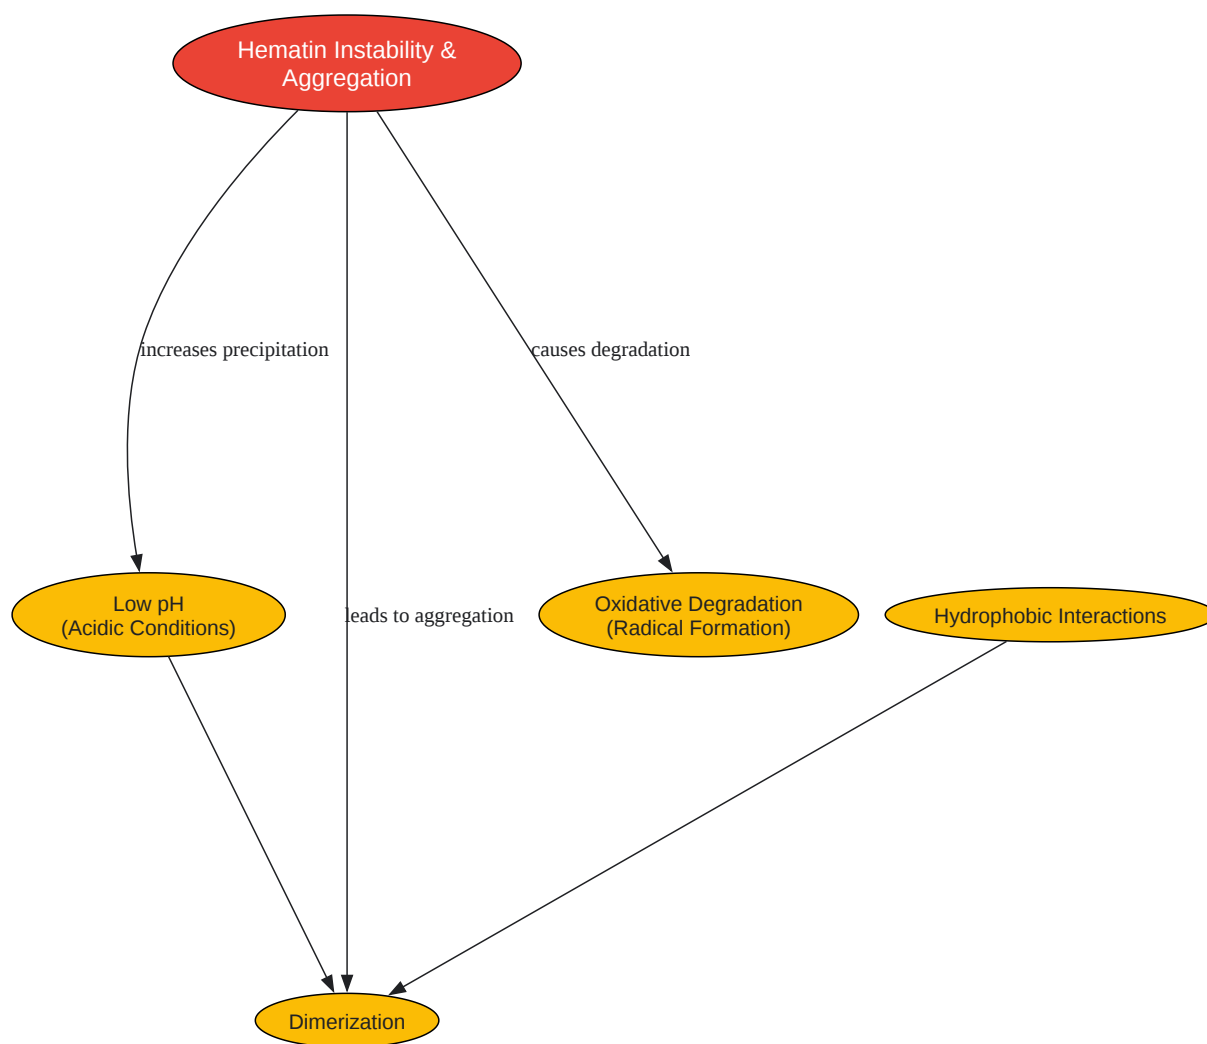 Hematin Instability &
Aggregation
increases precipitation
causes degradation
Low pH
(Acidic Conditions)
leads to aggregation
Oxidative Degradation
(Radical Formation)
Hydrophobic Interactions
Dimerization